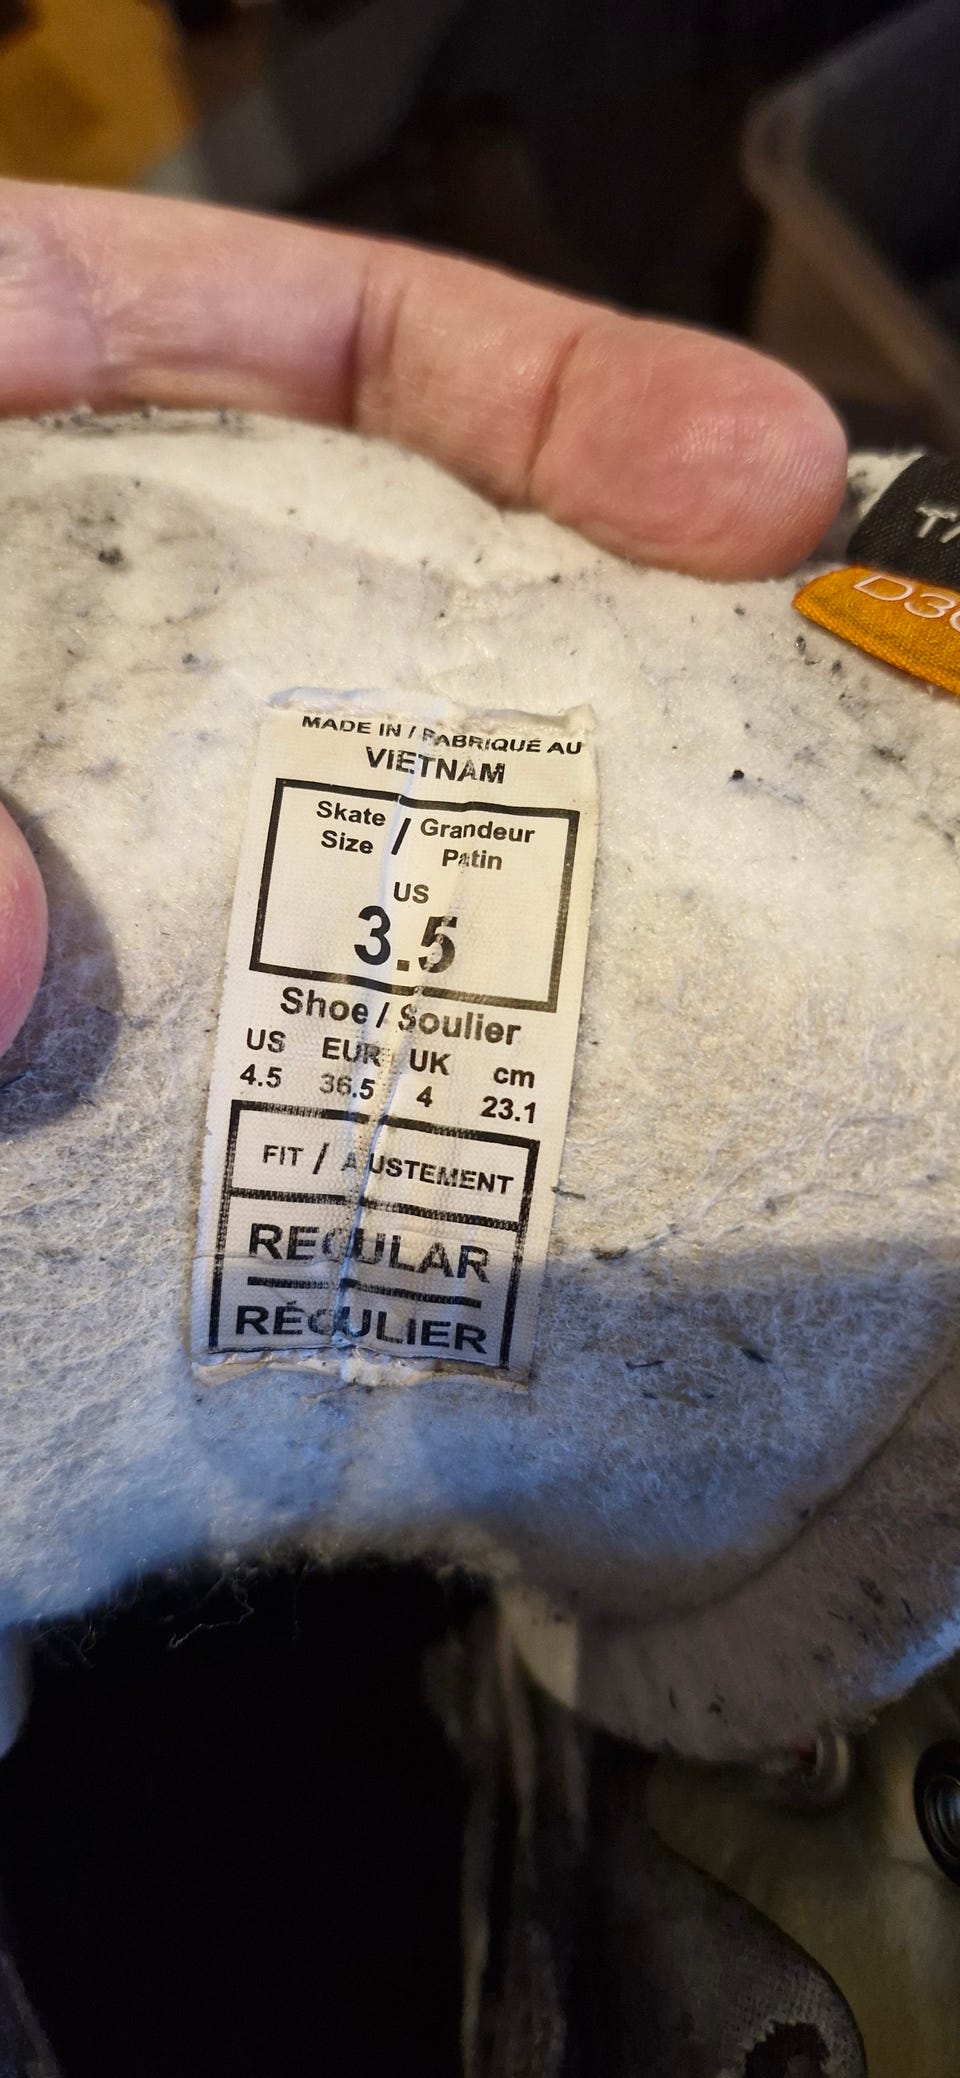 MADE IN / FABRIQUÉ AU
VIETNAM
Skate Size / Grandeur Patin
US
3.5
Shoe / Soulier
US EUR UK cm
4.5 36.5 4 23.1
FIT / AJUSTEMENT
REGULAR
RÉGULIER